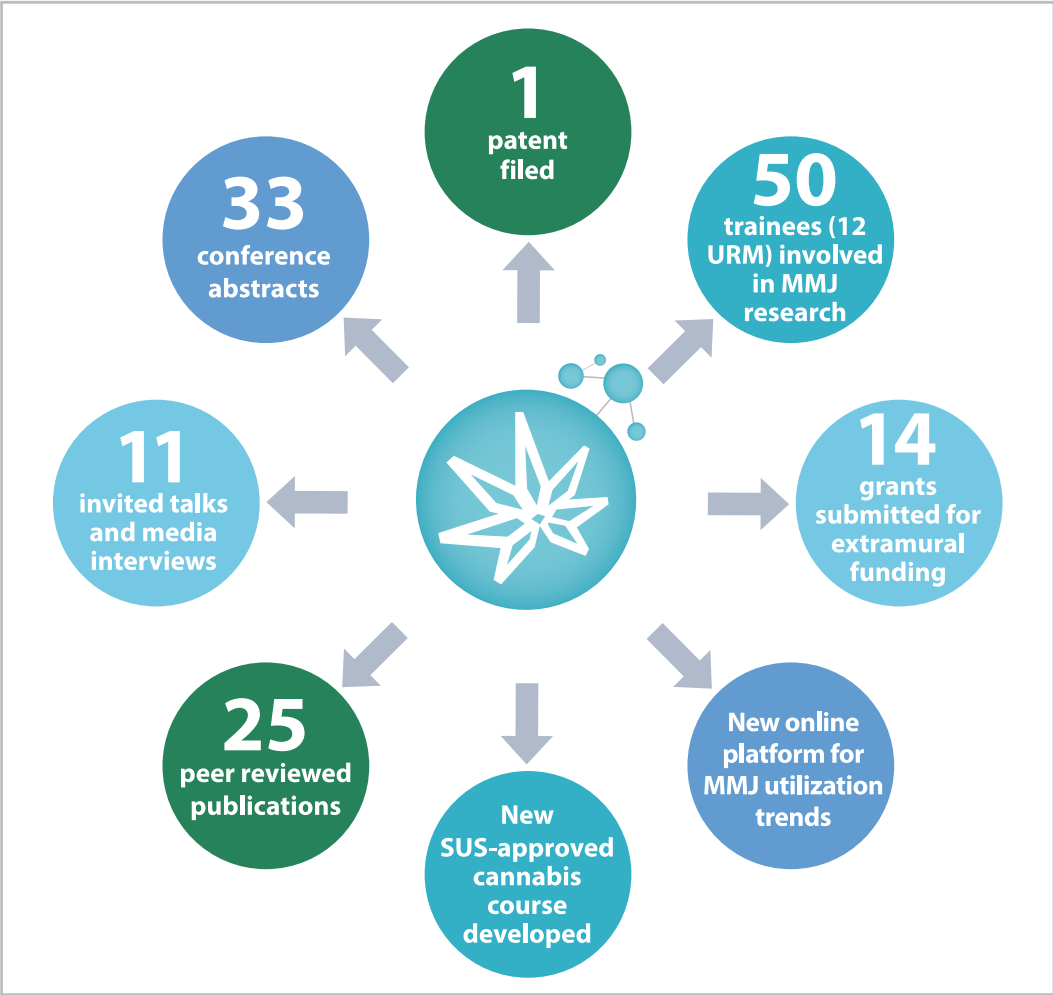 1
patent
filed
50
trainees (12
URM) involved
in MMJ
research
14
grants
submitted for
extramural
funding
New online
platform for
MMJ utilization
trends
New
SUS-approved
cannabis
course
developed
25
peer reviewed
publications
11
invited talks
and media
interviews
33
conference
abstracts